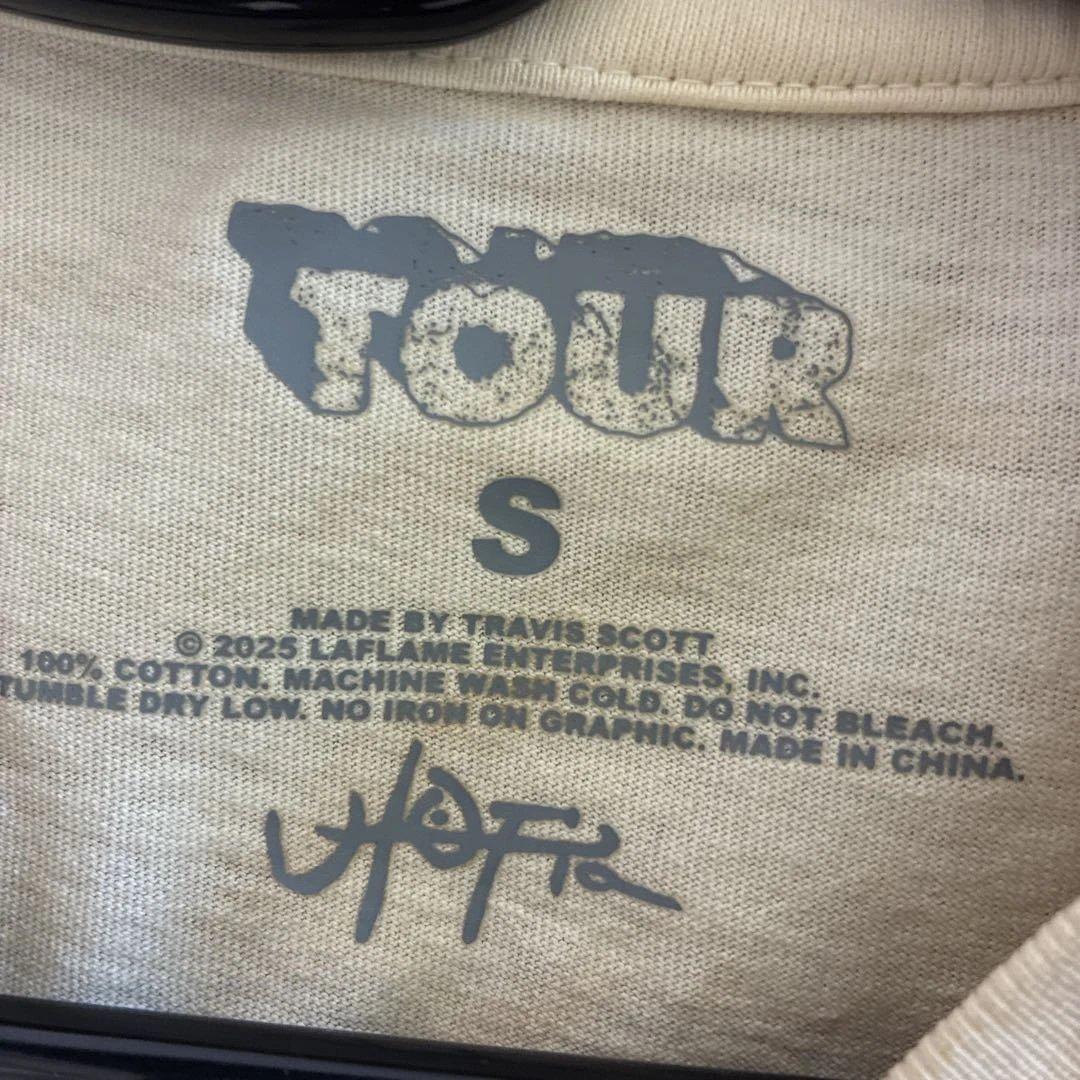 TOUR
S
MADE BY TRAVIS SCOTT
© 2025 LAFLAME ENTERPRISES, INC.
100% COTTON. MACHINE WASH COLD. DO NOT BLEACH.
TUMBLE DRY LOW. NO IRON ON GRAPHIC. MADE IN CHINA.
UTOPIA